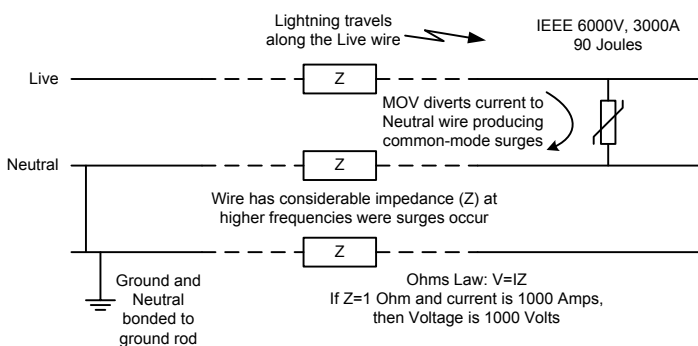 Lightning travels
along the Live wire
IEEE 6000V, 3000A
90 Joules
Live
Z
MOV diverts current to
Neutral wire producing
common-mode surges
Neutral
Z
Wire has considerable impedance (Z) at
higher frequencies were surges occur
Z
Ground and
Neutral
bonded to
ground rod
Ohms Law: V=IZ
If Z=1 Ohm and current is 1000 Amps,
then Voltage is 1000 Volts